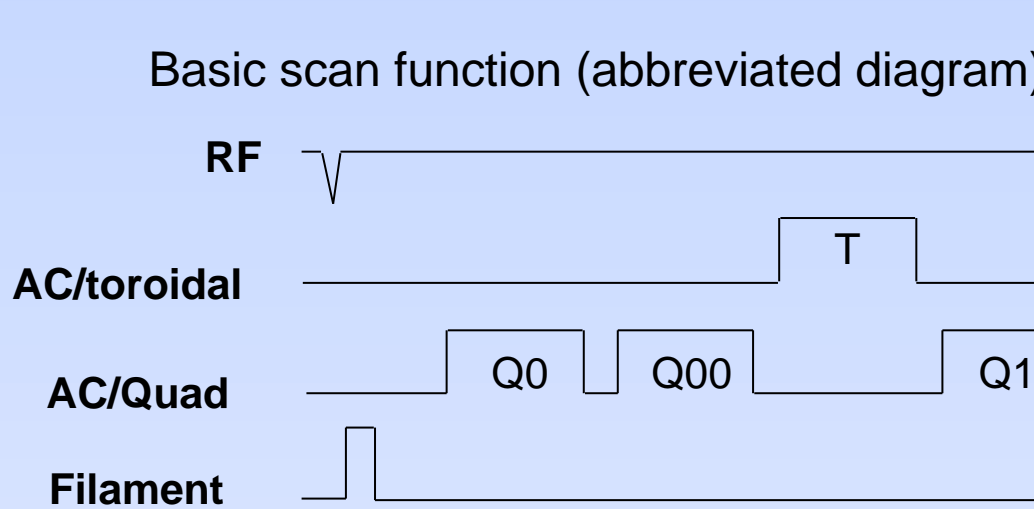 Basic scan function (abbreviated diagram)
RF
T
AC/toroidal
Q0 Q00 Q1
AC/Quad
Filament